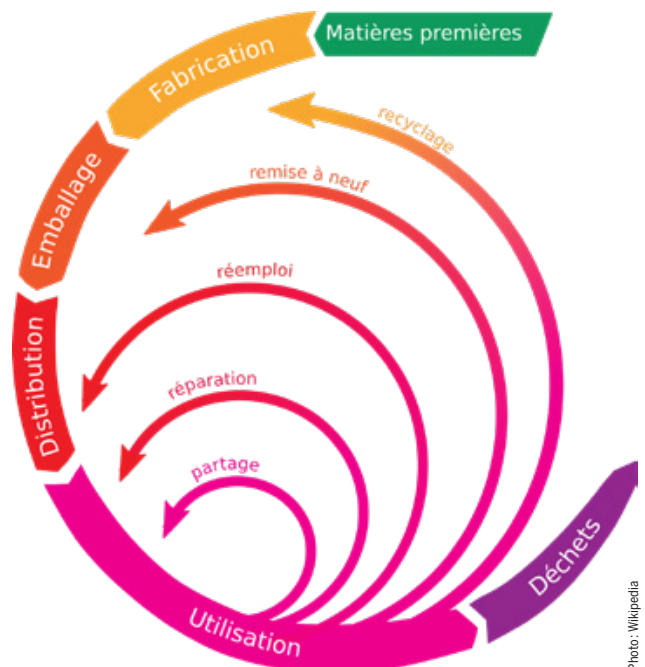 Matières premières
Fabrication
recyclage
Emballage
remise à neuf
réemploi
Distribution
réparation
partage
Utilisation
Déchets
Photo: Wikipedia